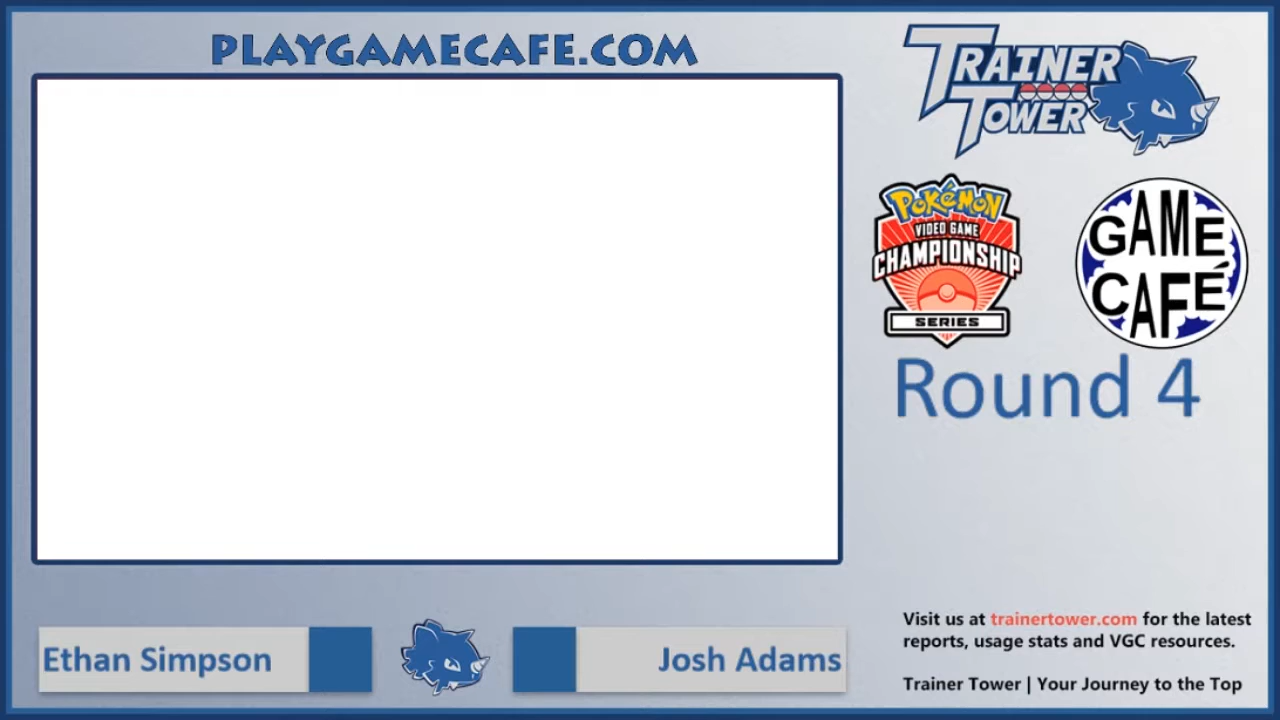 PLAYGAMECAFE.COM
TRAINER
TOWER
POKéMON
VIDEO GAME
CHAMPIONSHIP
SERIES
GAME
CAFÉ
Round 4
Ethan Simpson
Josh Adams
Visit us at trainertower.com for the latest
reports, usage stats and VGC resources.
Trainer Tower | Your Journey to the Top